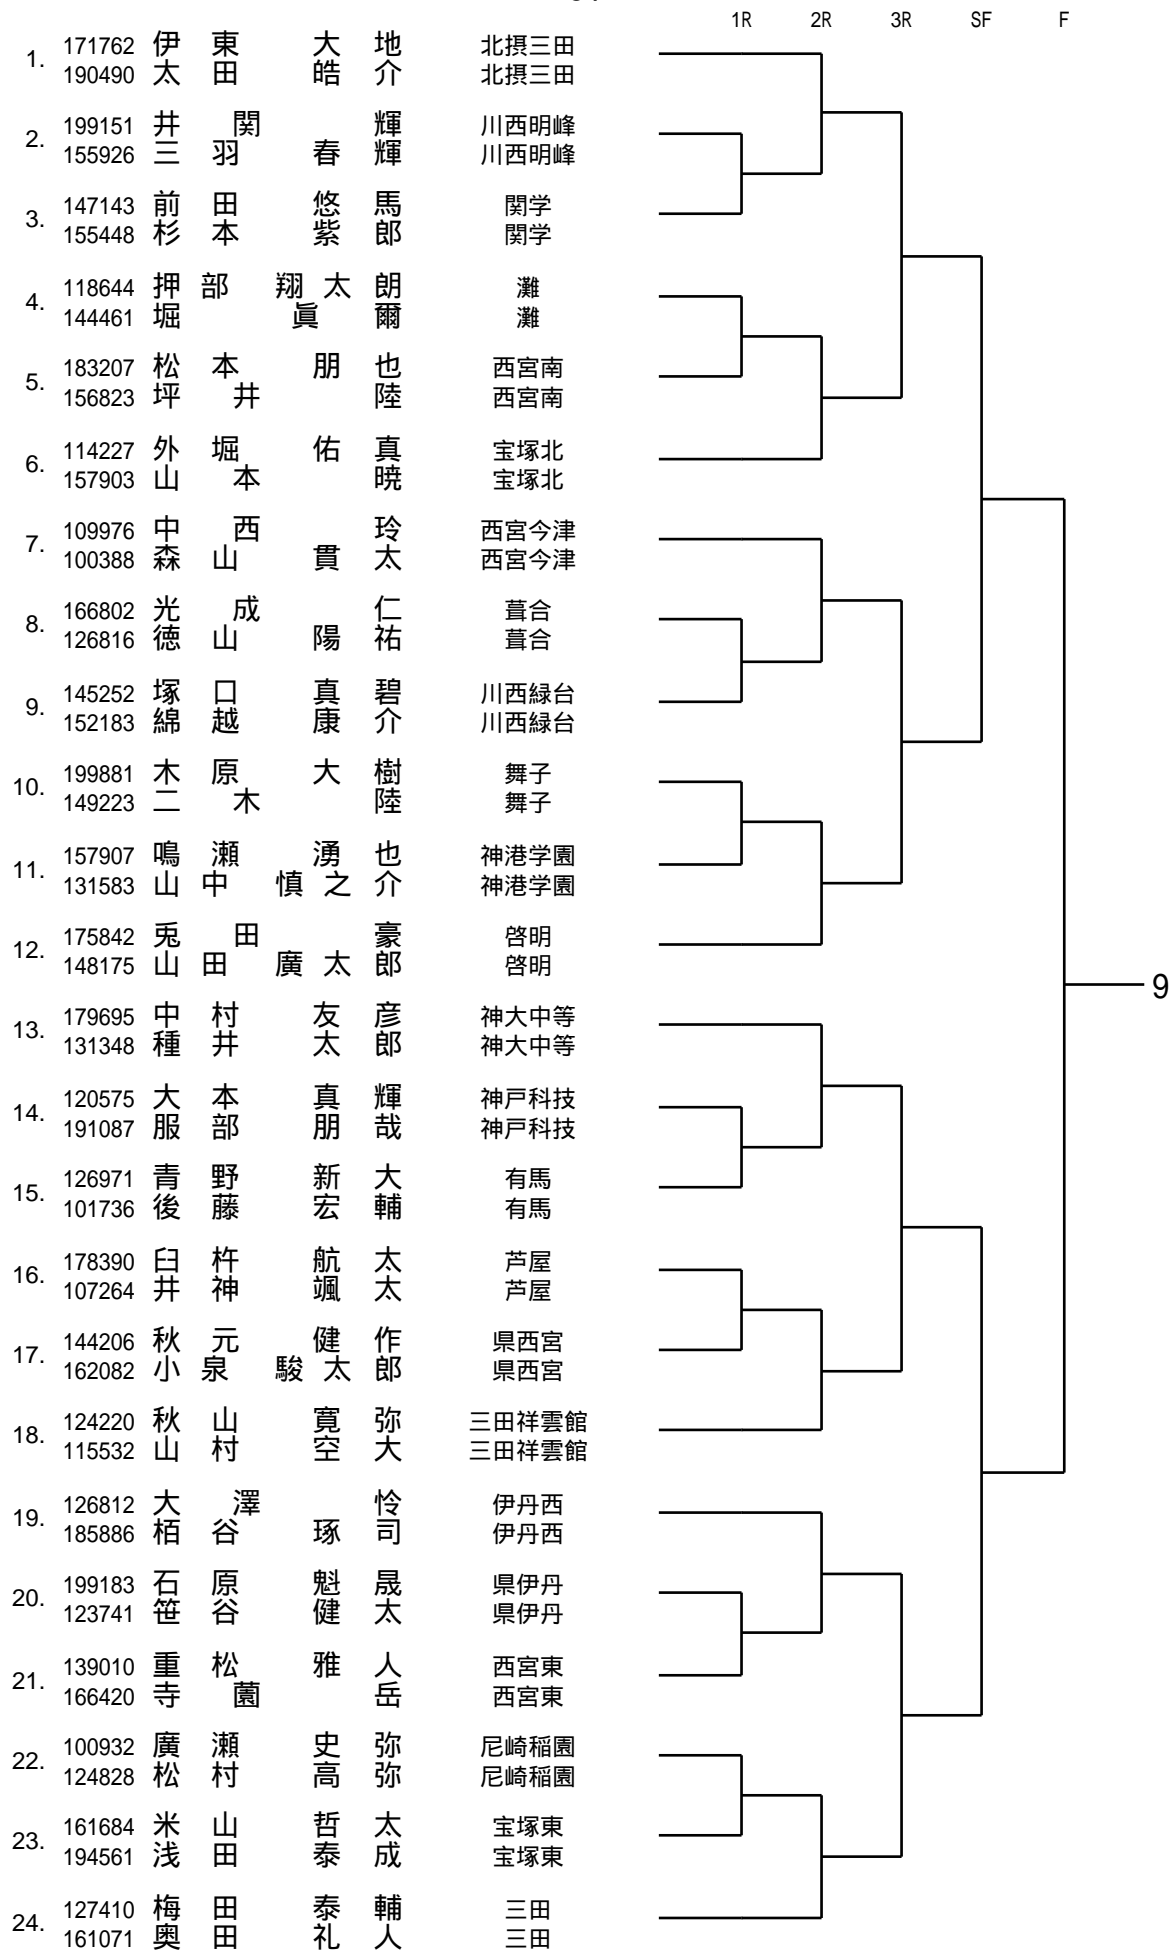 1R 2R 3R SF F
1. 171762 伊東 大地 北摂三田
190490 太田 皓介 北摂三田
2. 199151 井関 輝 川西明峰
155926 三羽 春輝 川西明峰
3. 147143 前田 悠馬 関学
155448 杉本 紫郎 関学
4. 118644 押部 翔太朗 灘
144461 堀 眞爾 灘
5. 183207 松本 朋也 西宮南
156823 坪井 陸 西宮南
6. 114227 外堀 佑真 宝塚北
157903 山本 暁 宝塚北
7. 109976 中西 玲 西宮今津
100388 森山 貫太 西宮今津
8. 166802 光成 仁 葺合
126816 徳山 陽祐 葺合
9. 145252 塚口 真碧 川西緑台
152183 綿越 康介 川西緑台
10. 199881 木原 大樹 舞子
149223 二木 陸 舞子
11. 157907 鳴瀬 湧也 神港学園
131583 山中 慎之介 神港学園
12. 175842 兎田 豪 啓明
148175 山田 廣太郎 啓明
9
13. 179695 中村 友彦 神大中等
131348 種井 太郎 神大中等
14. 120575 大本 真輝 神戸科技
191087 服部 朋哉 神戸科技
15. 126971 青野 新大 有馬
101736 後藤 宏輔 有馬
16. 178390 臼杵 航太 芦屋
107264 井神 颯太 芦屋
17. 144206 秋元 健作 県西宮
162082 小泉 駿太郎 県西宮
18. 124220 秋山 寛弥 三田祥雲館
115532 山村 空大 三田祥雲館
19. 126812 大澤 怜 伊丹西
185886 栢谷 琢司 伊丹西
20. 199183 石原 魁晟 県伊丹
123741 笹谷 健太 県伊丹
21. 139010 重松 雅人 西宮東
166420 寺薗 岳 西宮東
22. 100932 廣瀬 史弥 尼崎稲園
124828 松村 高弥 尼崎稲園
23. 161684 米山 哲太 宝塚東
194561 浅田 泰成 宝塚東
24. 127410 梅田 泰輔 三田
161071 奥田 礼人 三田